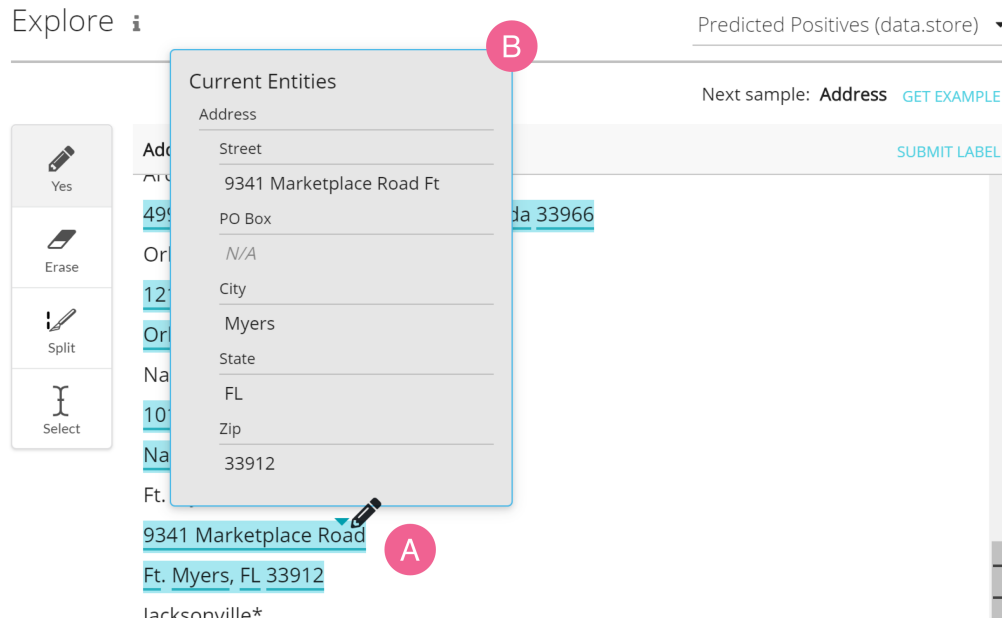 Explore i
Predicted Positives (data.store)
B
Current Entities
Next sample: Address GET EXAMPLE
Address
SUBMIT LABEL
Yes
Street
9341 Marketplace Road Ft
33966
PO Box
Erase
N/A
City
Myers
State
Split
FL
Zip
Select
33912
Ft.
9341 Marketplace Road
A
Ft. Myers, FL 33912
Jacksonville*